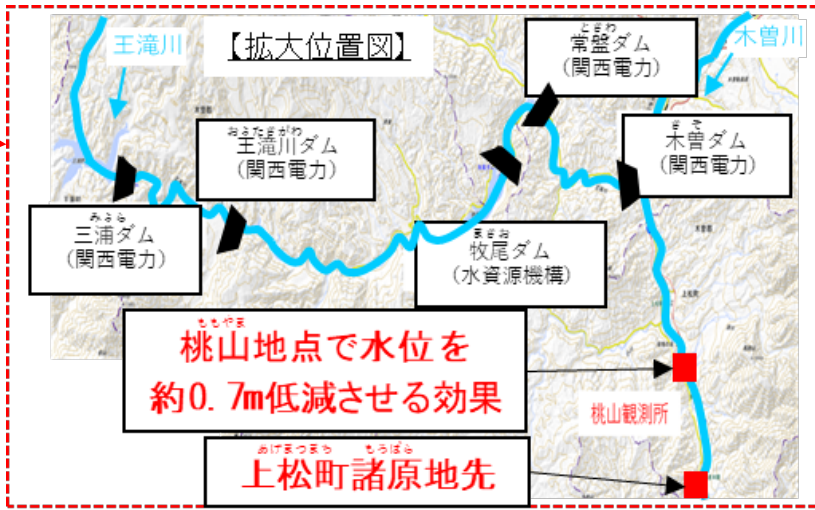 王滝川
【拡大位置図】
ときわ
常盤ダム
(関西電力)
木曽川
おうたきがわ
王滝川ダム
(関西電力)
きそ
木曽ダム
(関西電力)
みうら
三浦ダム
(関西電力)
まきお
牧尾ダム
(水資源機構)
ももやま
桃山地点で水位を
約0.7m低減させる効果
桃山観測所
あげまつまち もろはら
上松町諸原地先
上松町